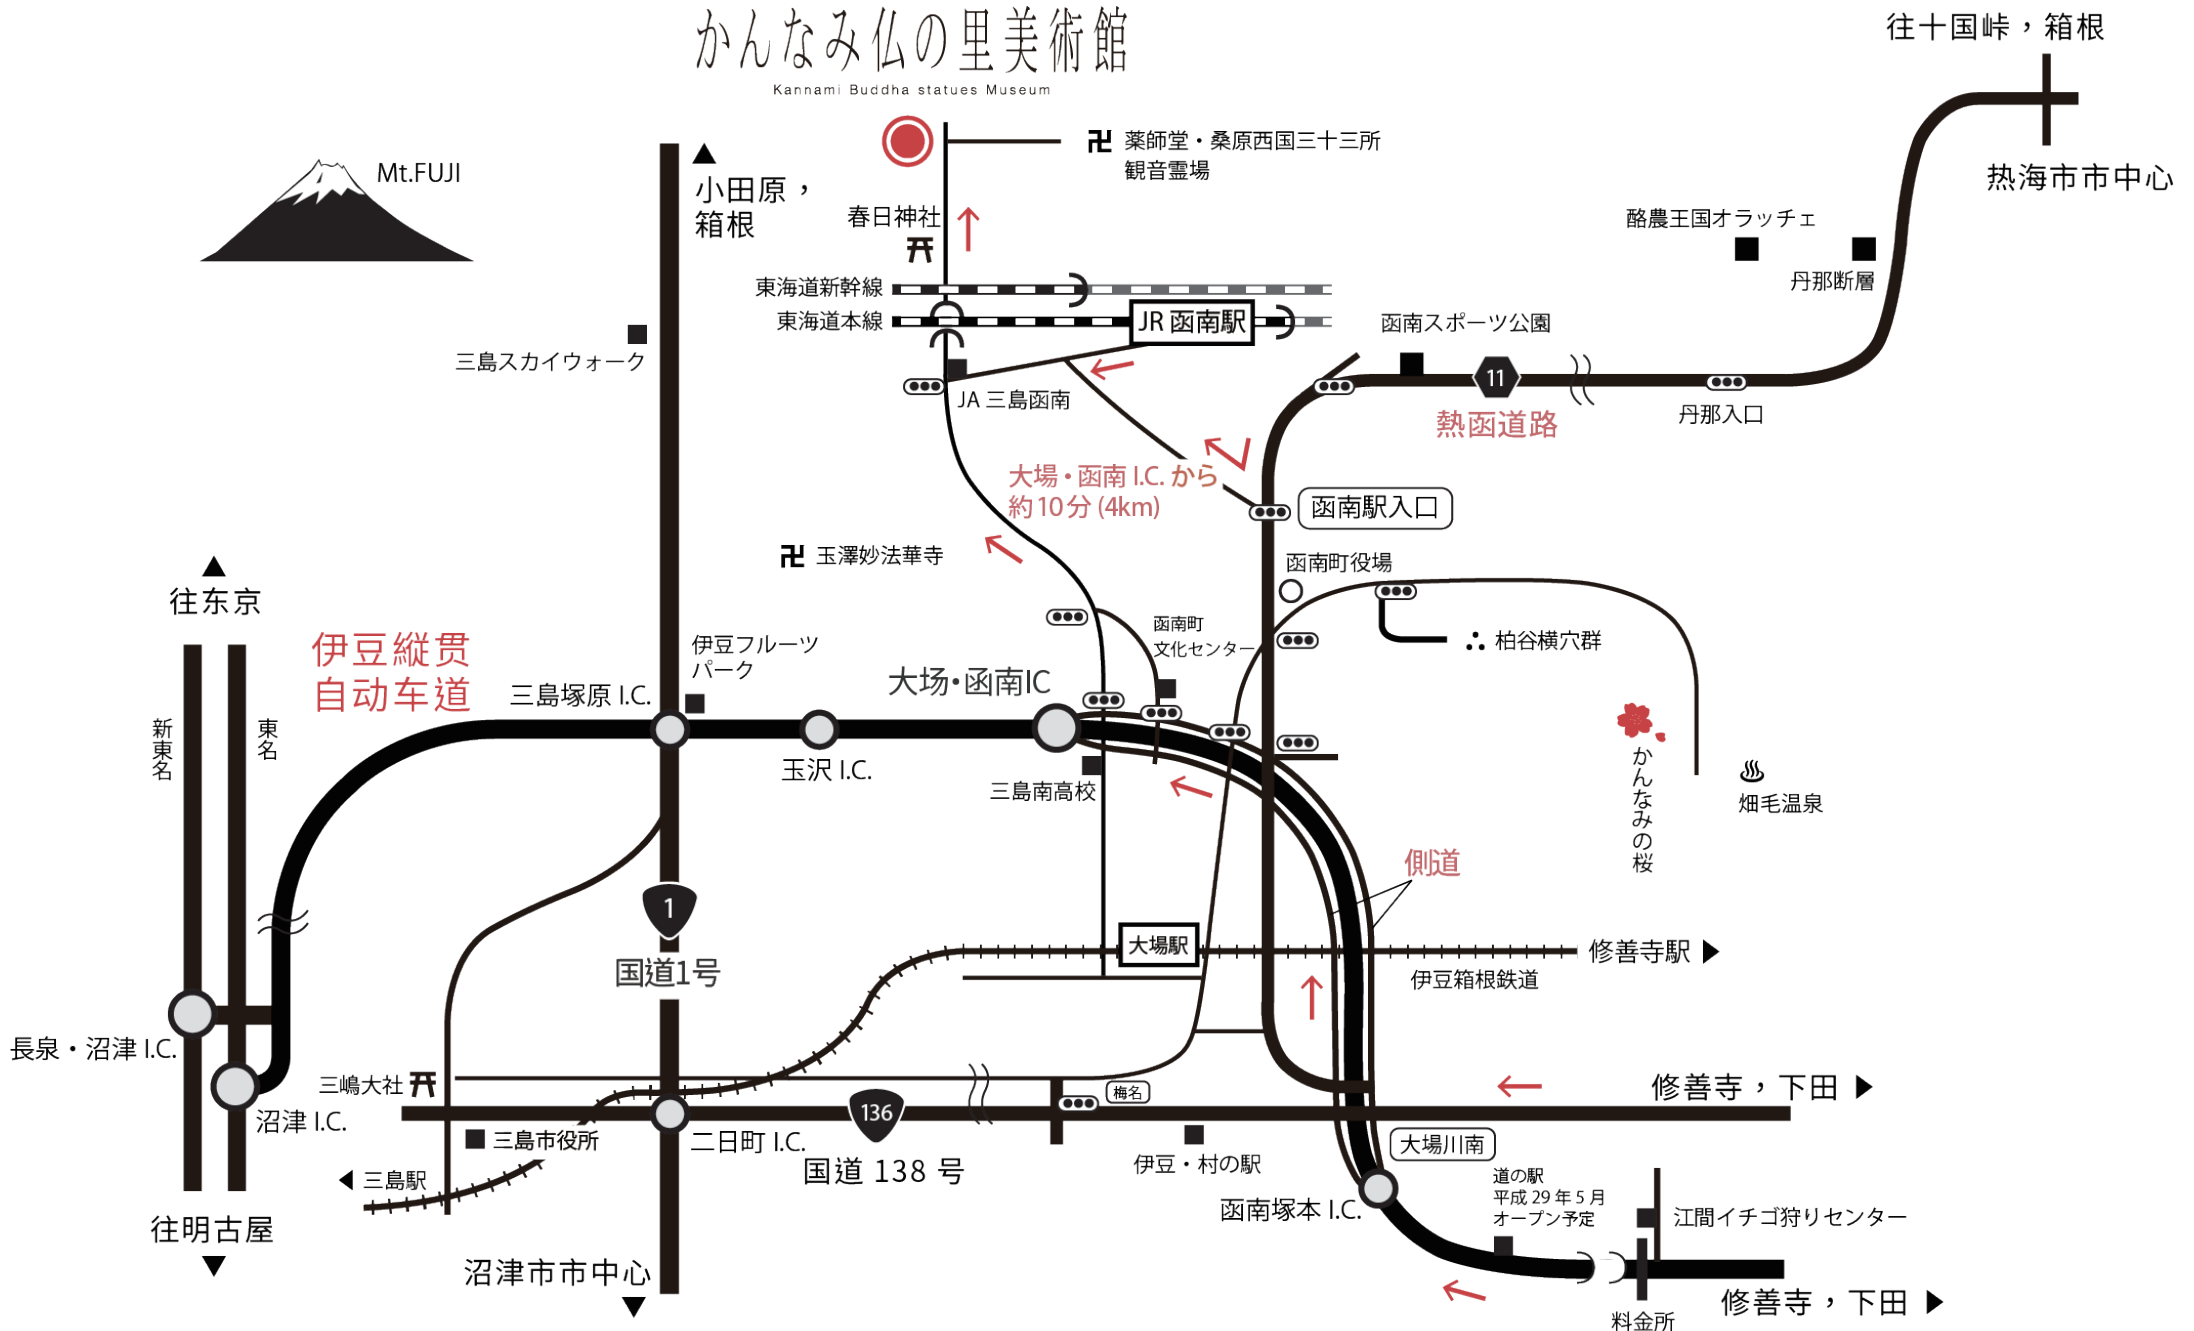 かんなみ仏の里美術館
Kannami Buddha statues Museum
往十国峠，箱根
Mt.FUJI
小田原，
箱根
薬師堂・桑原西国三十三所
観音霊場
热海市市中心
春日神社
酪農王国オラッチェ
丹那断層
東海道新幹線
東海道本線
JR 函南駅
函南スポーツ公園
三島スカイウォーク
11
JA 三島函南
熱函道路
丹那入口
大場・函南 I.C. から
約10分 (4km)
函南駅入口
玉澤妙法華寺
函南町役場
往东京
伊豆縦贯
自动车道
伊豆フルーツ
パーク
函南町
文化センター
柏谷横穴群
三島塚原 I.C.
大场・函南IC
新東名
東名
玉沢 I.C.
三島南高校
かんなみの桜
畑毛温泉
側道
1
国道1号
大場駅
修善寺駅
伊豆箱根鉄道
長泉・沼津 I.C.
三嶋大社
梅名
修善寺，下田
沼津 I.C.
136
三島市役所
二日町 I.C.
国道 138 号
伊豆・村の駅
大場川南
三島駅
道の駅
平成 29 年 5 月
オープン予定
函南塚本 I.C.
江間イチゴ狩りセンター
往明古屋
沼津市市中心
修善寺，下田
料金所